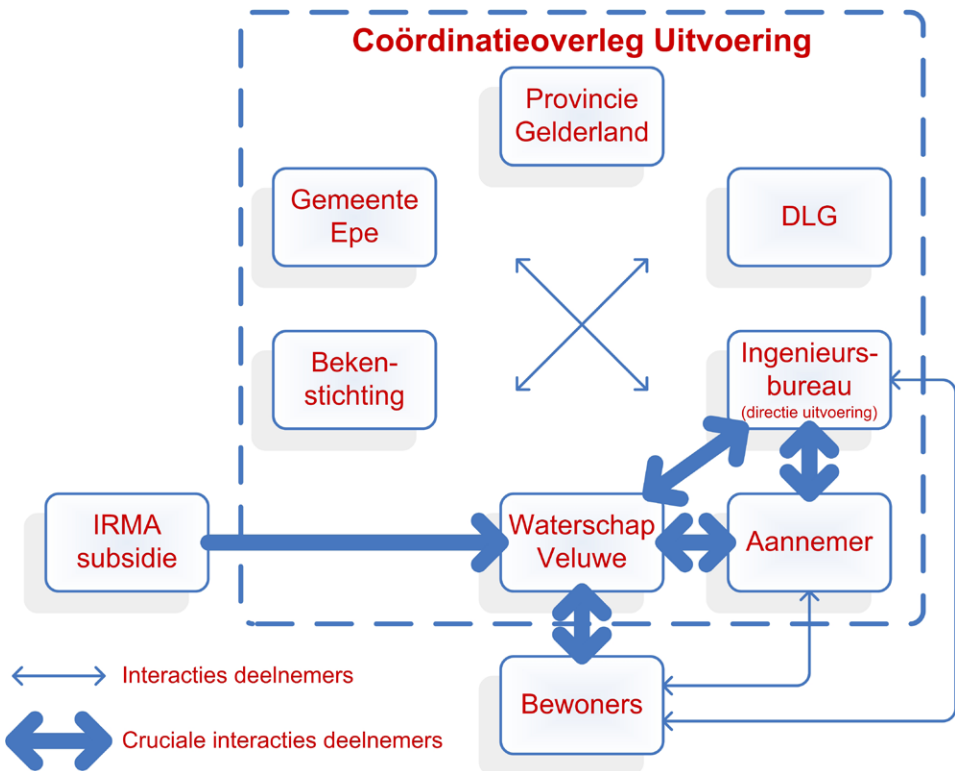 Coördinatieoverleg Uitvoering
Provincie
Gelderland
Gemeente
Epe
DLG
Beken-
stichting
Ingenieurs-
bureau
(directie uitvoering)
IRMA
subsidie
Waterschap
Veluwe
Aannemer
Bewoners
Interacties deelnemers
Cruciale interacties deelnemers